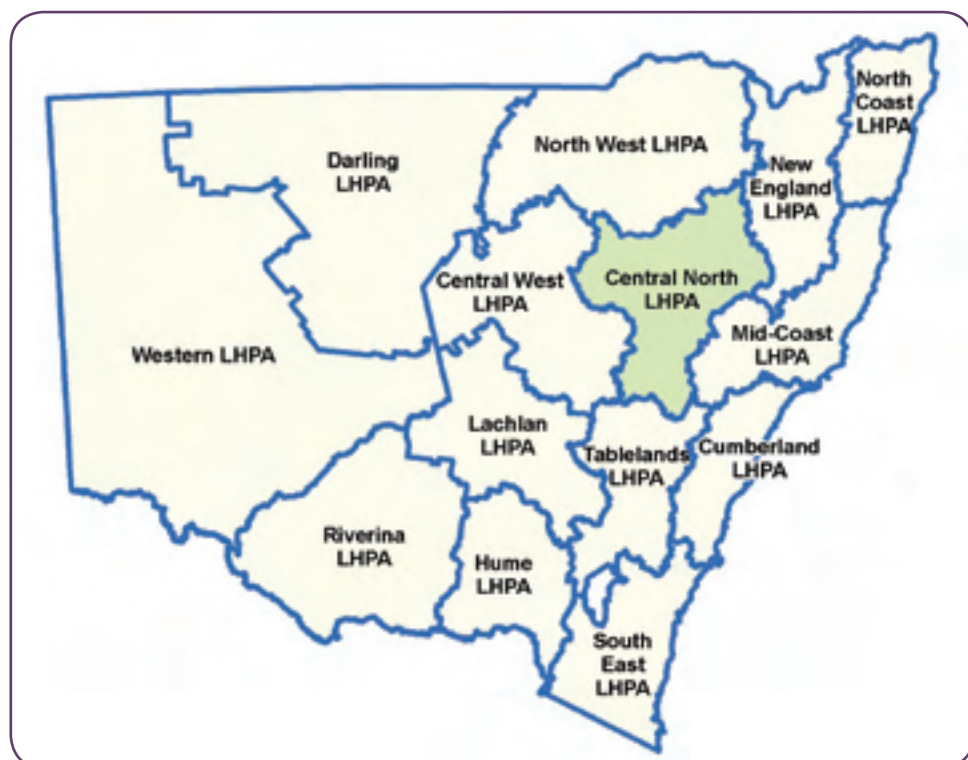 North
Coast
LHPA
Darling
LHPA
North West LHPA
New
England
LHPA
Central West
LHPA
Central North
LHPA
Western LHPA
Mid-Coast
LHPA
Lachlan
LHPA
Tablelands
LHPA
Cumberland
LHPA
Riverina
LHPA
Hume
LHPA
South
East
LHPA